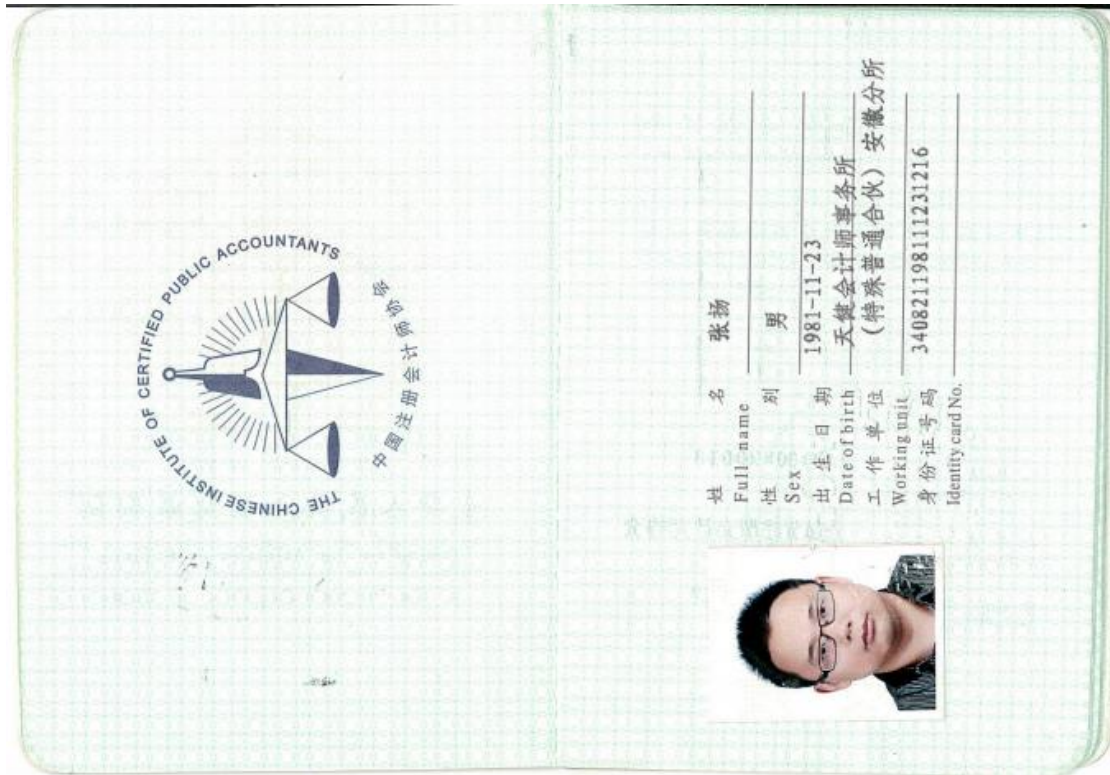 THE CHINESE INSTITUTE OF CERTIFIED PUBLIC ACCOUNTANTS
中国注册会计师协会
姓 名 张扬
Full name
性 别 男
Sex
出 生 日 期 1981-11-23
Date of birth
工 作 单 位 天健会计师事务所
(特殊普通合伙) 安徽分所
Working unit
身份证号码 340821198111231216
Identity card No.